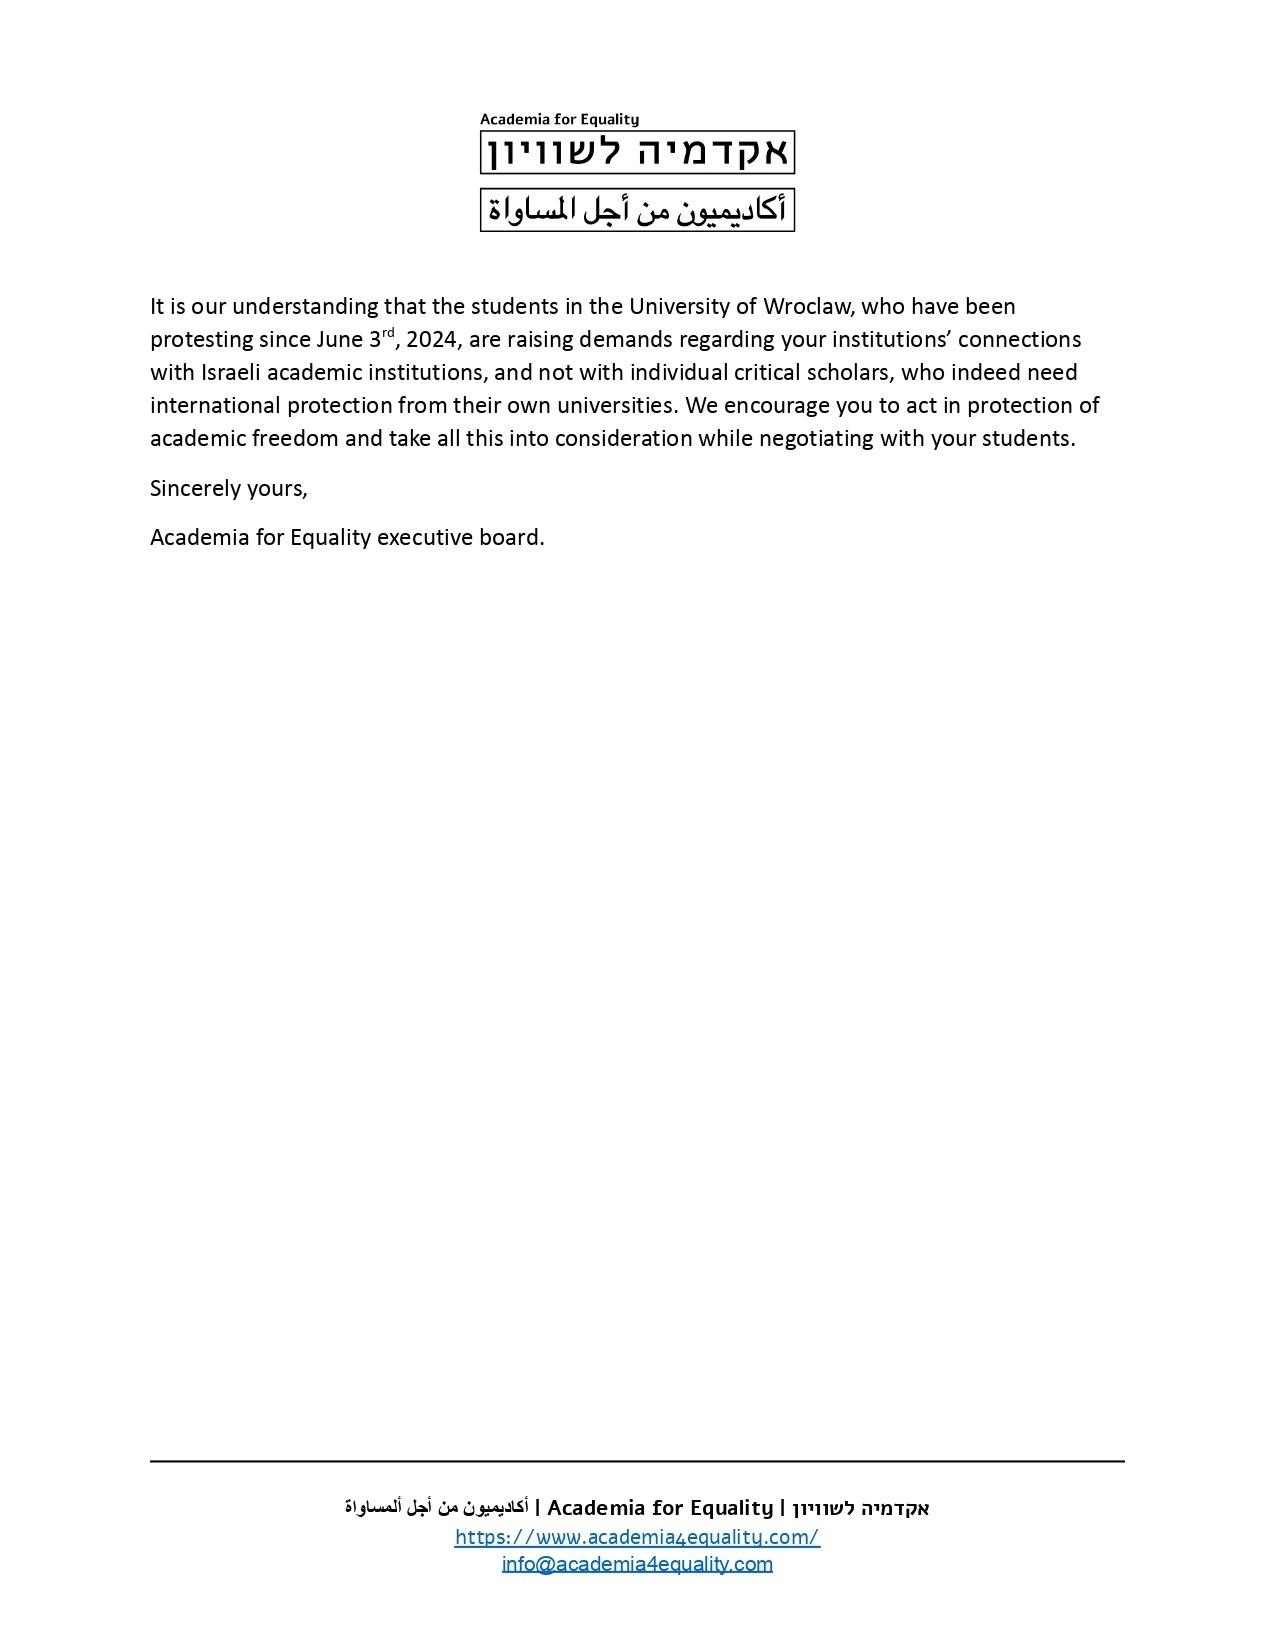 Academia for Equality
אקדמיה לשוויון
أكاديميون من أجل المساواة
It is our understanding that the students in the University of Wroclaw, who have been
protesting since June 3rd, 2024, are raising demands regarding your institutions’ connections
with Israeli academic institutions, and not with individual critical scholars, who indeed need
international protection from their own universities. We encourage you to act in protection of
academic freedom and take all this into consideration while negotiating with your students.
Sincerely yours,
Academia for Equality executive board.
אקדמיה לשוויון | Academia for Equality | أكاديميون من أجل ألمساواة
https://www.academia4equality.com/
info@academia4equality.com